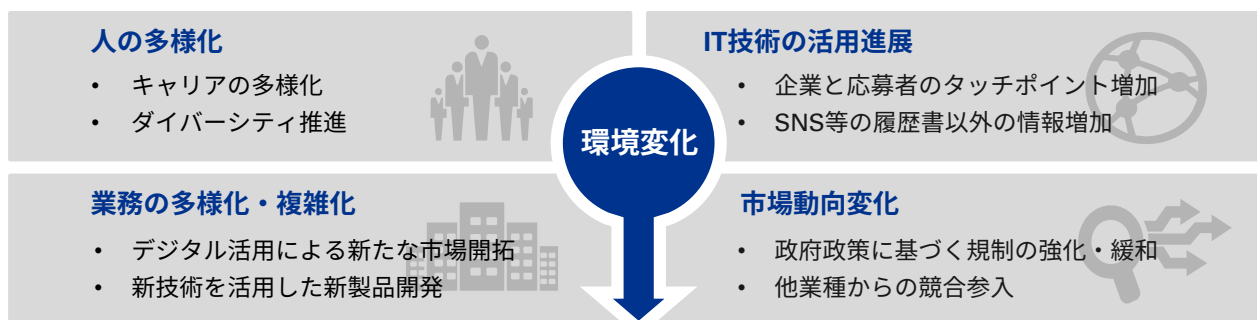 人の多様化
• キャリアの多様化
• ダイバーシティ推進
IT技術の活用進展
• 企業と応募者のタッチポイント増加
• SNS等の履歴書以外の情報増加
環境変化
業務の多様化・複雑化
• デジタル活用による新たな市場開拓
• 新技術を活用した新製品開発
市場動向変化
• 政府政策に基づく規制の強化・緩和
• 他業種からの競合参入